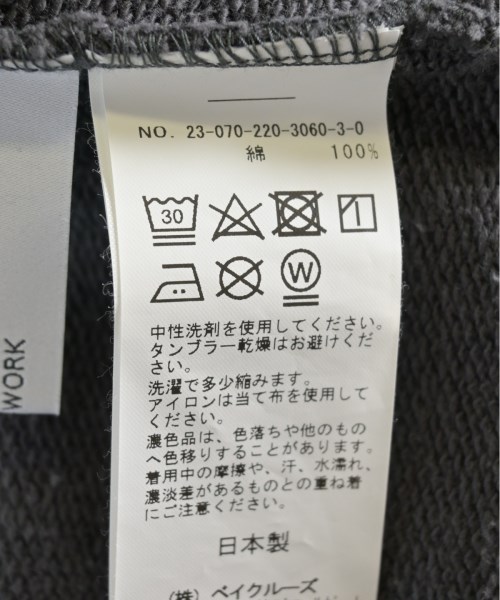 NO. 23-070-220-3060-3-0
綿 100%
30
W
中性洗剤を使用してください。
タンブラー乾燥はお避けくだ
さい。
洗濯で多少縮みます。
アイロンは当て布を使用して
ください。
濃色品は、色落ちや他のもの
へ色移りすることがあります。
着用中の摩擦や、汗、水濡れ、
濃淡差があるものとの重ね着
にご注意ください。
日本製
(株) ベイクルーズ
WORK